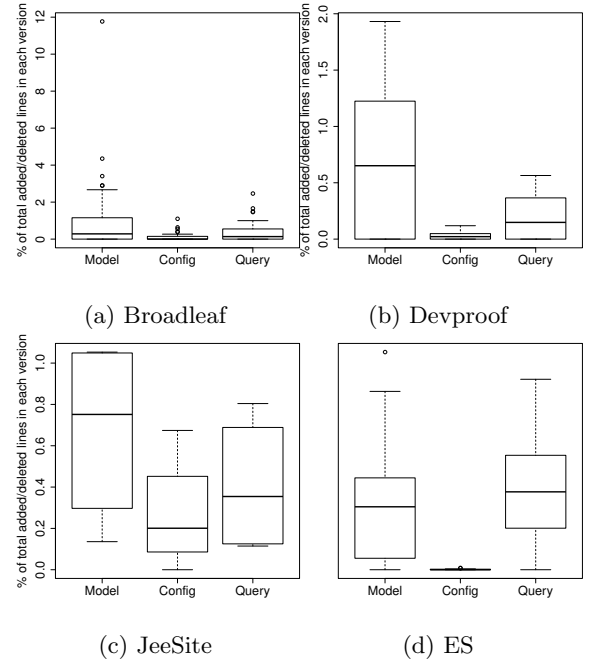 % of total added/deleted lines in each version
12
10
8
6
4
2
0
Model Config Query
(a) Broadleaf
% of total added/deleted lines in each version
2.0
1.5
1.0
0.5
0.0
Model Config Query
(b) Devproof
% of total added/deleted lines in each version
1.0
0.8
0.6
0.4
0.2
0.0
Model Config Query
(c) JeeSite
Model Config Query
(d) ES